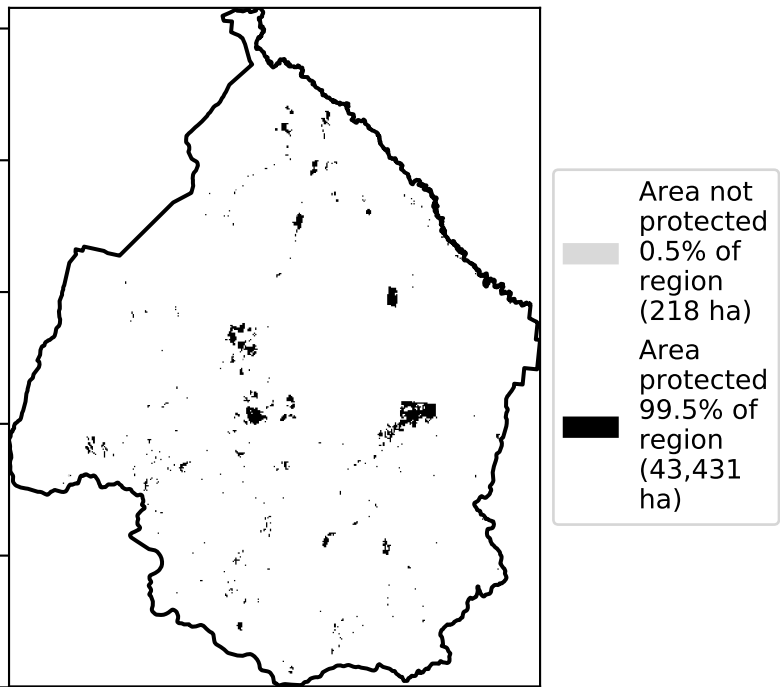 Area not
protected
0.5% of
region
(218 ha)
Area
protected
99.5% of
region
(43,431
ha)